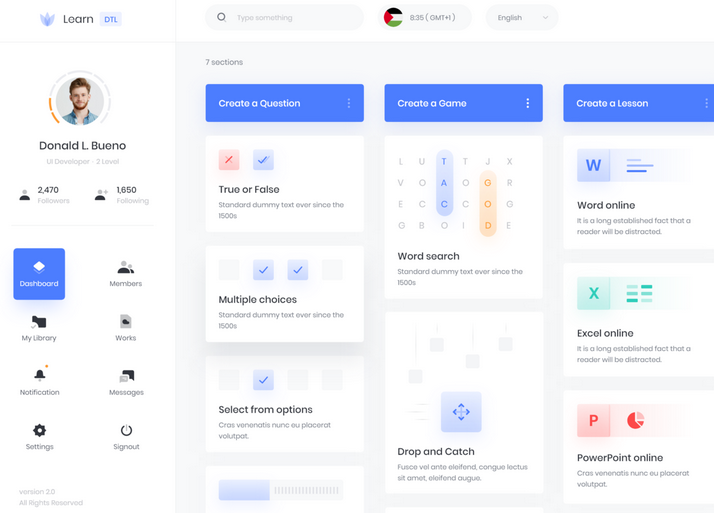 Learn DTL
Type something
8:35 ( GMT+1 )
English
Donald L. Bueno
UI Developer · 2 Level
2,470
Followers
1,650
Following
Dashboard
Members
My Library
Works
Notification
Messages
Settings
Signout
version 2.0
All Rights Reserved
7 sections
Create a Question
True or False
Standard dummy text ever since the
1500s
Multiple choices
Standard dummy text ever since the
1500s
Select from options
Cras venenatis nunc eu placerat
volutpat.
Create a Game
L U T T J X
V O A O G R
E C C C O G
G B O I D E
Word search
Standard dummy text ever since the
1500s
Drop and Catch
Fusce vel ante eleifend, congue lectus
sit amet, eleifend augue.
Create a Lesson
W
Word online
It is a long established fact that a
reader will be distracted.
X
Excel online
It is a long established fact that a
reader will be distracted.
P
PowerPoint online
Cras venenatis nunc eu placerat
volutpat.